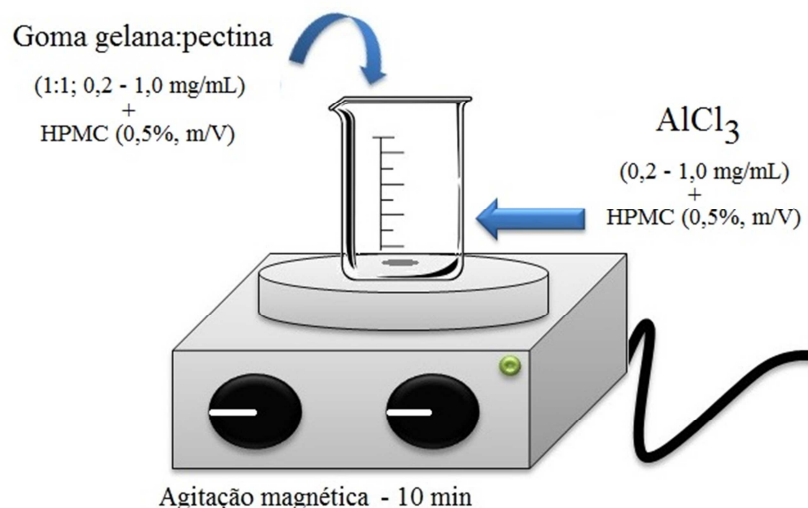 Goma gelana:pectina
(1:1; 0,2 - 1,0 mg/mL)
+
HPMC (0,5%, m/V)
AlCl3
(0,2 - 1,0 mg/mL)
+
HPMC (0,5%, m/V)
Agitação magnética - 10 min